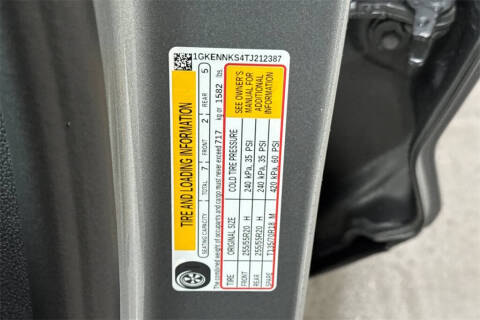 1GKENNKS4TJ212387
TIRE AND LOADING INFORMATION
SEATING CAPACITY TOTAL 7 FRONT 2 REAR 5
The combined weight of occupants and cargo must never exceed 717 kg or 1582 lbs.
TIRE ORIGINAL SIZE COLD TIRE PRESSURE
FRONT 255/55R20 H 240 kPa, 35 PSI
REAR 255/55R20 H 240 kPa, 35 PSI
SPARE T135/70R18 M 420 kPa, 60 PSI
SEE OWNER'S
MANUAL FOR
ADDITIONAL
INFORMATION